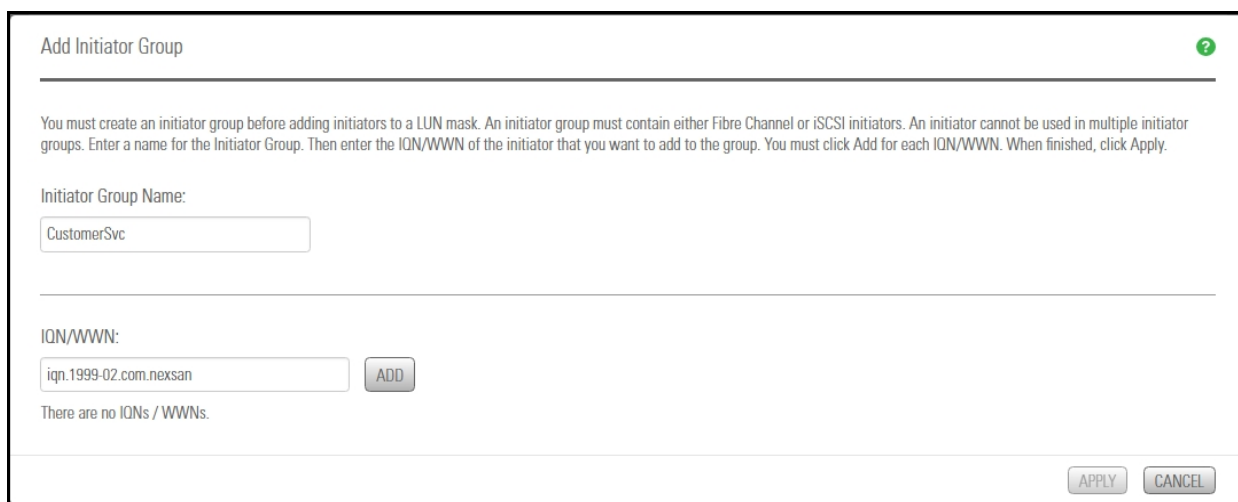 Add Initiator Group
?
You must create an initiator group before adding initiators to a LUN mask. An initiator group must contain either Fibre Channel or iSCSI initiators. An initiator cannot be used in multiple initiator
groups. Enter a name for the Initiator Group. Then enter the IQN/WWN of the initiator that you want to add to the group. You must click Add for each IQN/WWN. When finished, click Apply.
Initiator Group Name:
CustomerSvc
IQN/WWN:
iqn.1999-02.com.nexsan
ADD
There are no IQNs / WWNs.
APPLY
CANCEL